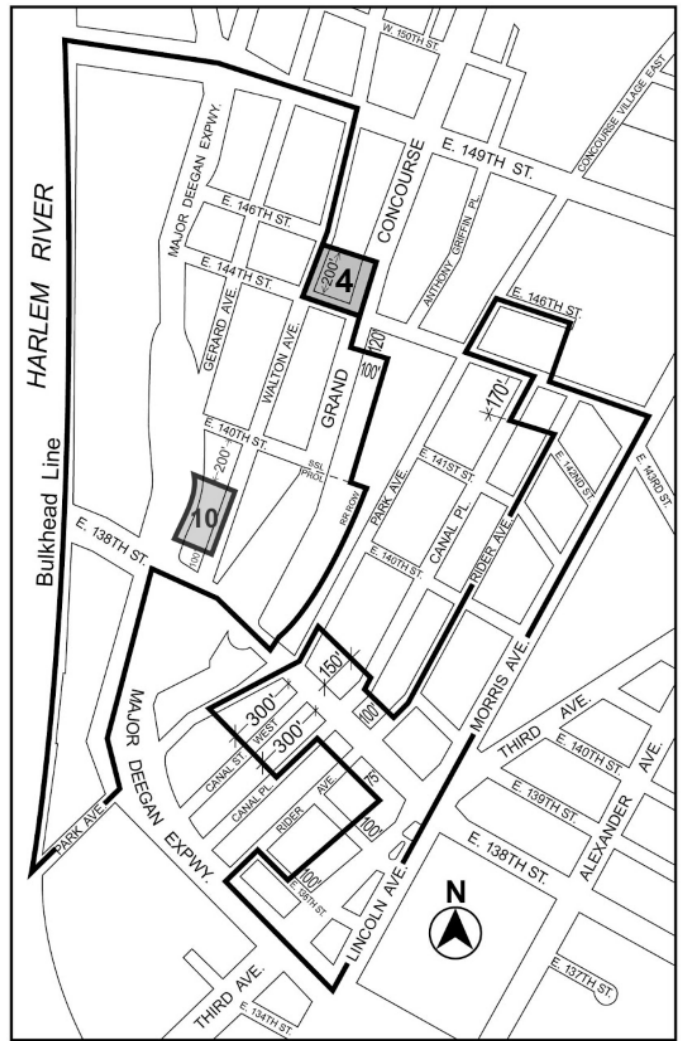 W. 150TH ST.
CONCOURSE VILLAGE EAST
E. 149TH ST.
MAJOR DEEGAN EXPWY.
CONCOURSE
ANTHONY GRIFFIN PL.
E. 146TH ST.
HARLEM RIVER
E. 144TH ST.
200'
4
E. 146TH ST.
GERARD AVE.
WALTON AVE.
120'
100'
GRAND
170'
E. 140TH ST.
200'
SSL
PROL
E. 141ST ST.
E. 142ND ST.
E. 143RD ST.
Bulkhead Line
10
RR ROW
PARK AVE.
CANAL PL.
RIDER AVE.
E. 138TH ST.
100'
E. 140TH ST.
150'
MORRIS AVE.
MAJOR DEEGAN EXPWY.
300'
100'
300'
CANAL ST. WEST
THIRD AVE.
E. 140TH ST.
CANAL PL.
75'
E. 139TH ST.
ALEXANDER AVE.
RIDER AVE.
100'
PARK AVE.
E. 138TH ST.
100'
E. 136TH ST.
LINCOLN AVE.
N
E. 137TH ST.
THIRD AVE.
E. 134TH ST.